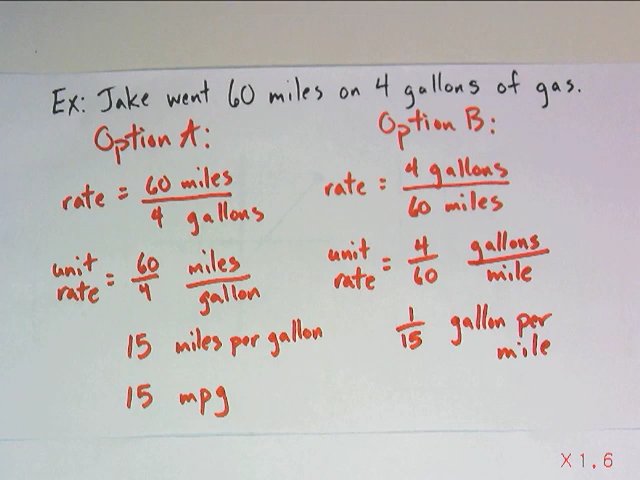 Ex: Jake went 60 miles on 4 gallons of gas.
Option A:
rate = 60 miles / 4 gallons
unit rate = 60/4 miles/gallon
15 miles per gallon
15 mpg
Option B:
rate = 4 gallons / 60 miles
unit rate = 4/60 gallons/mile
1/15 gallon per
mile
X1.6